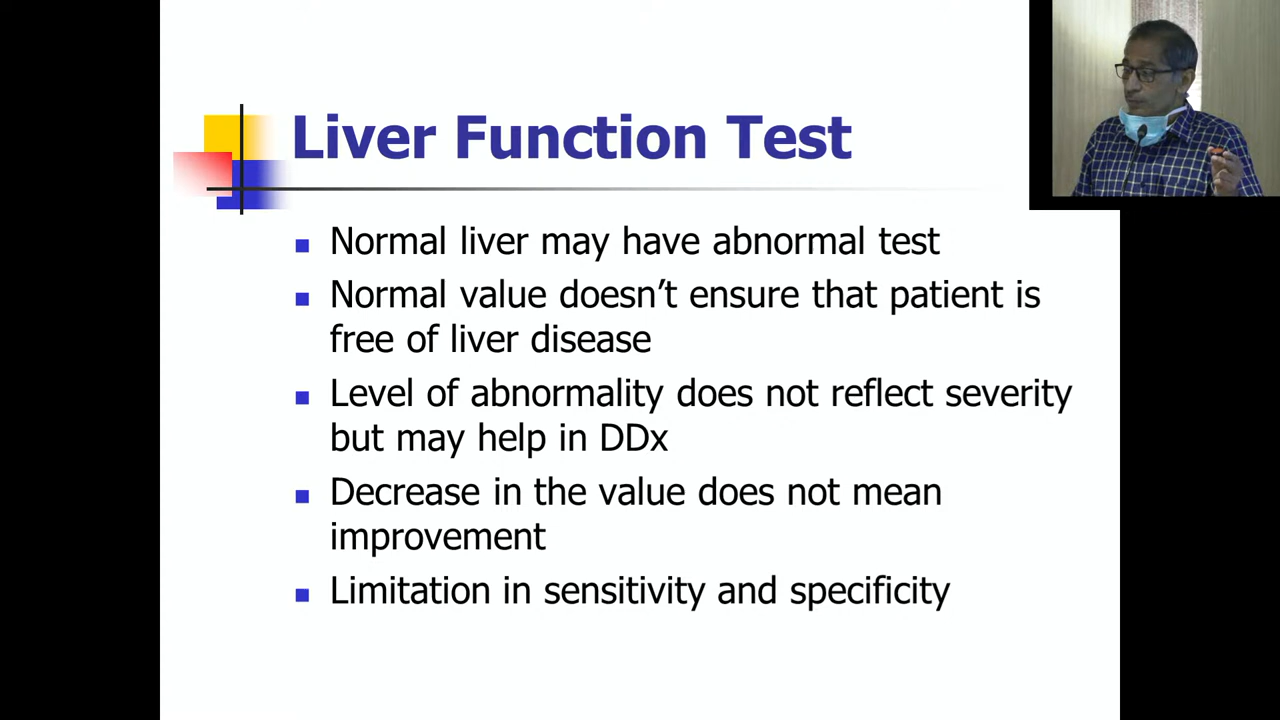 Liver Function Test
Normal liver may have abnormal test
Normal value doesn’t ensure that patient is
free of liver disease
Level of abnormality does not reflect severity
but may help in DDx
Decrease in the value does not mean
improvement
Limitation in sensitivity and specificity